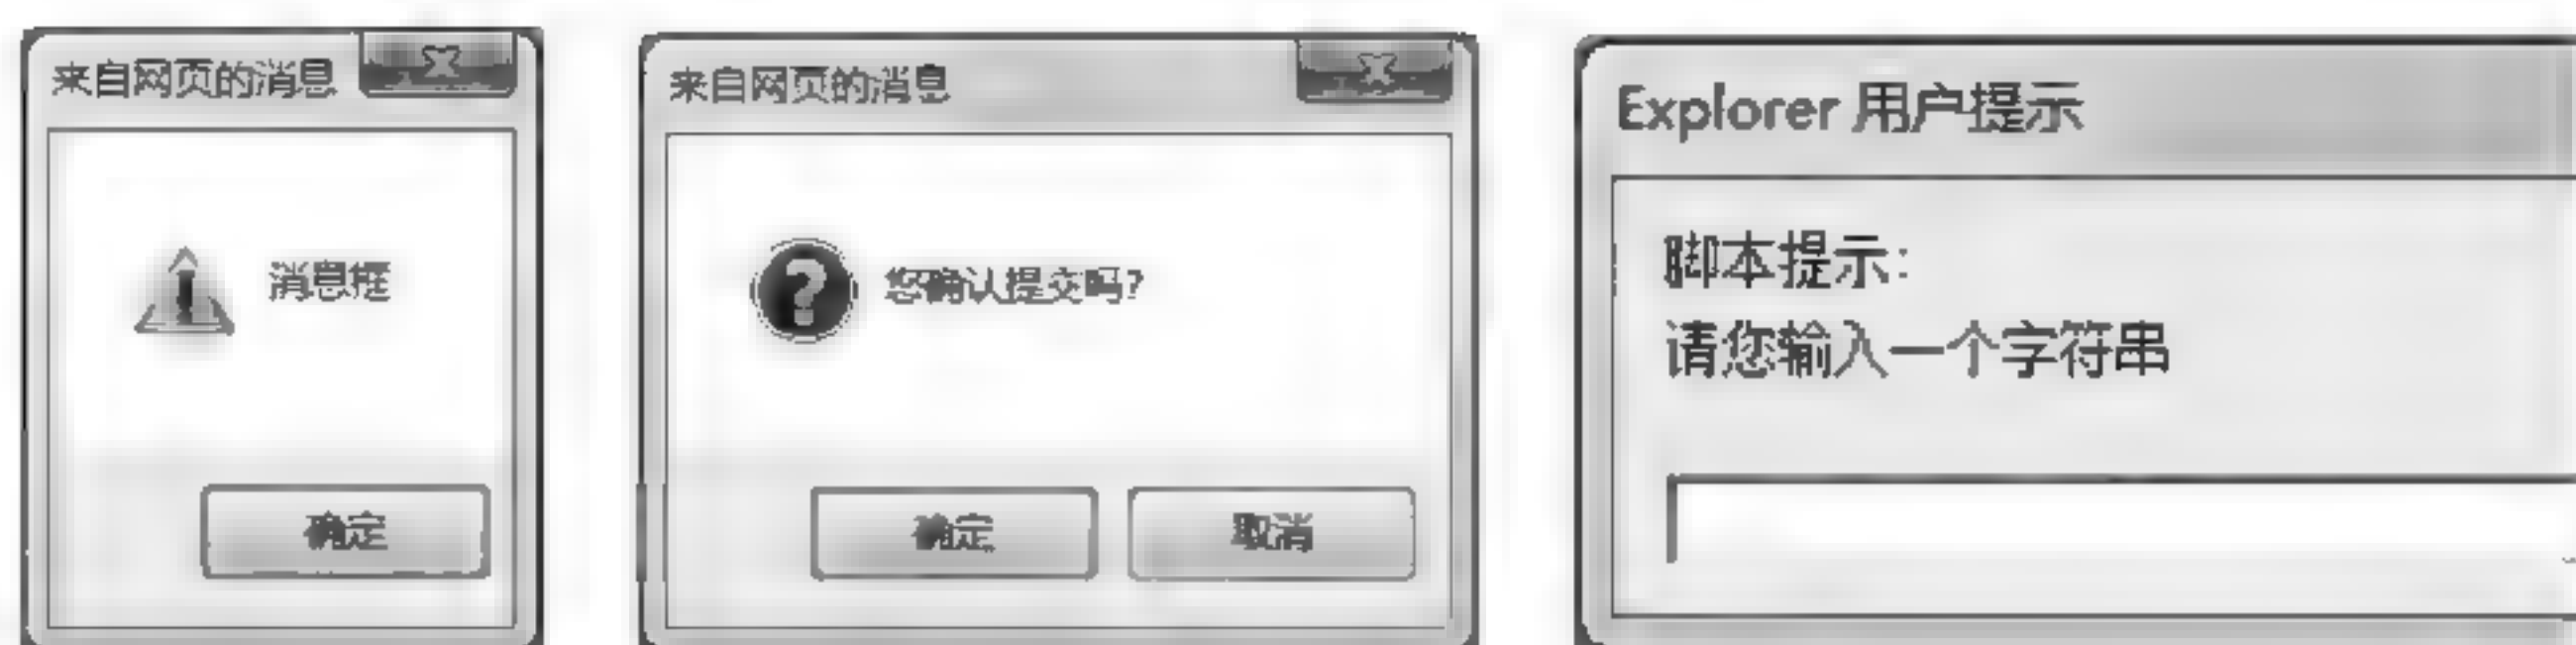 来自网页的消息
消息框
确定
来自网页的消息
您确认提交吗?
确定
取消
Explorer 用户提示
脚本提示:
请您输入一个字符串